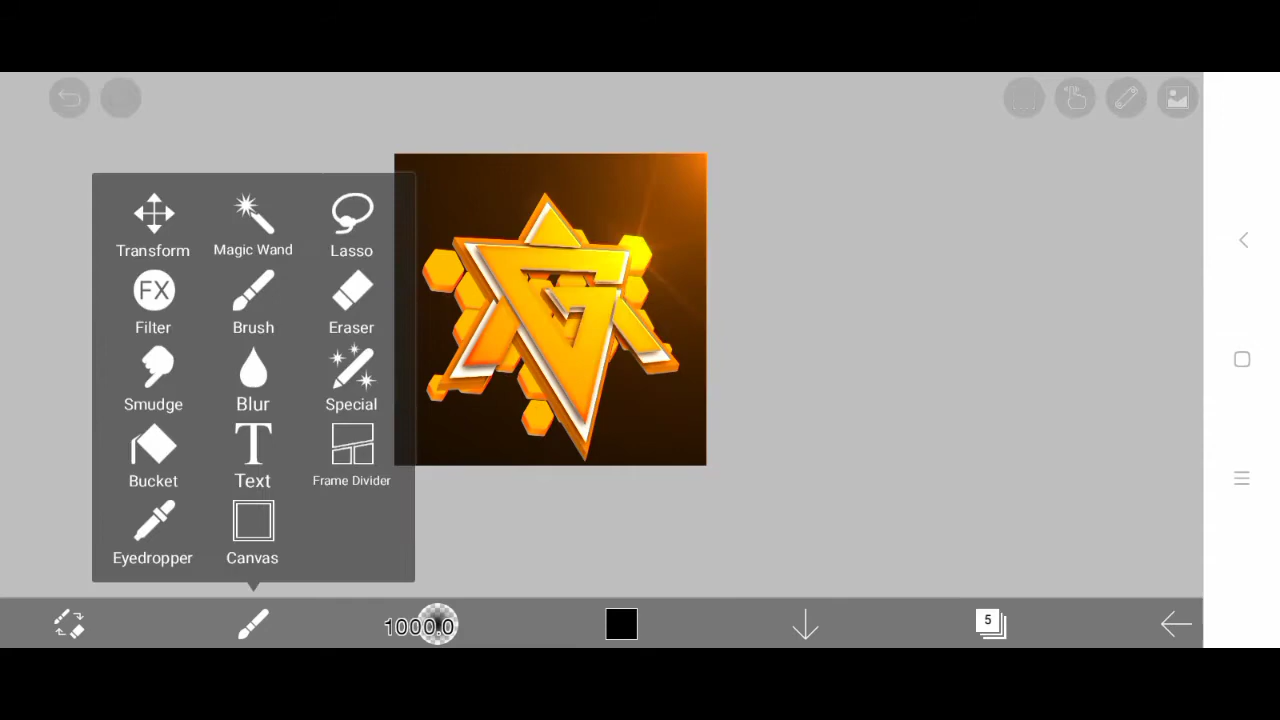 Transform Magic Wand Lasso
FX
Filter Brush Eraser
Smudge Blur Special
T
Bucket Text Frame Divider
Eyedropper Canvas
1000.0
5